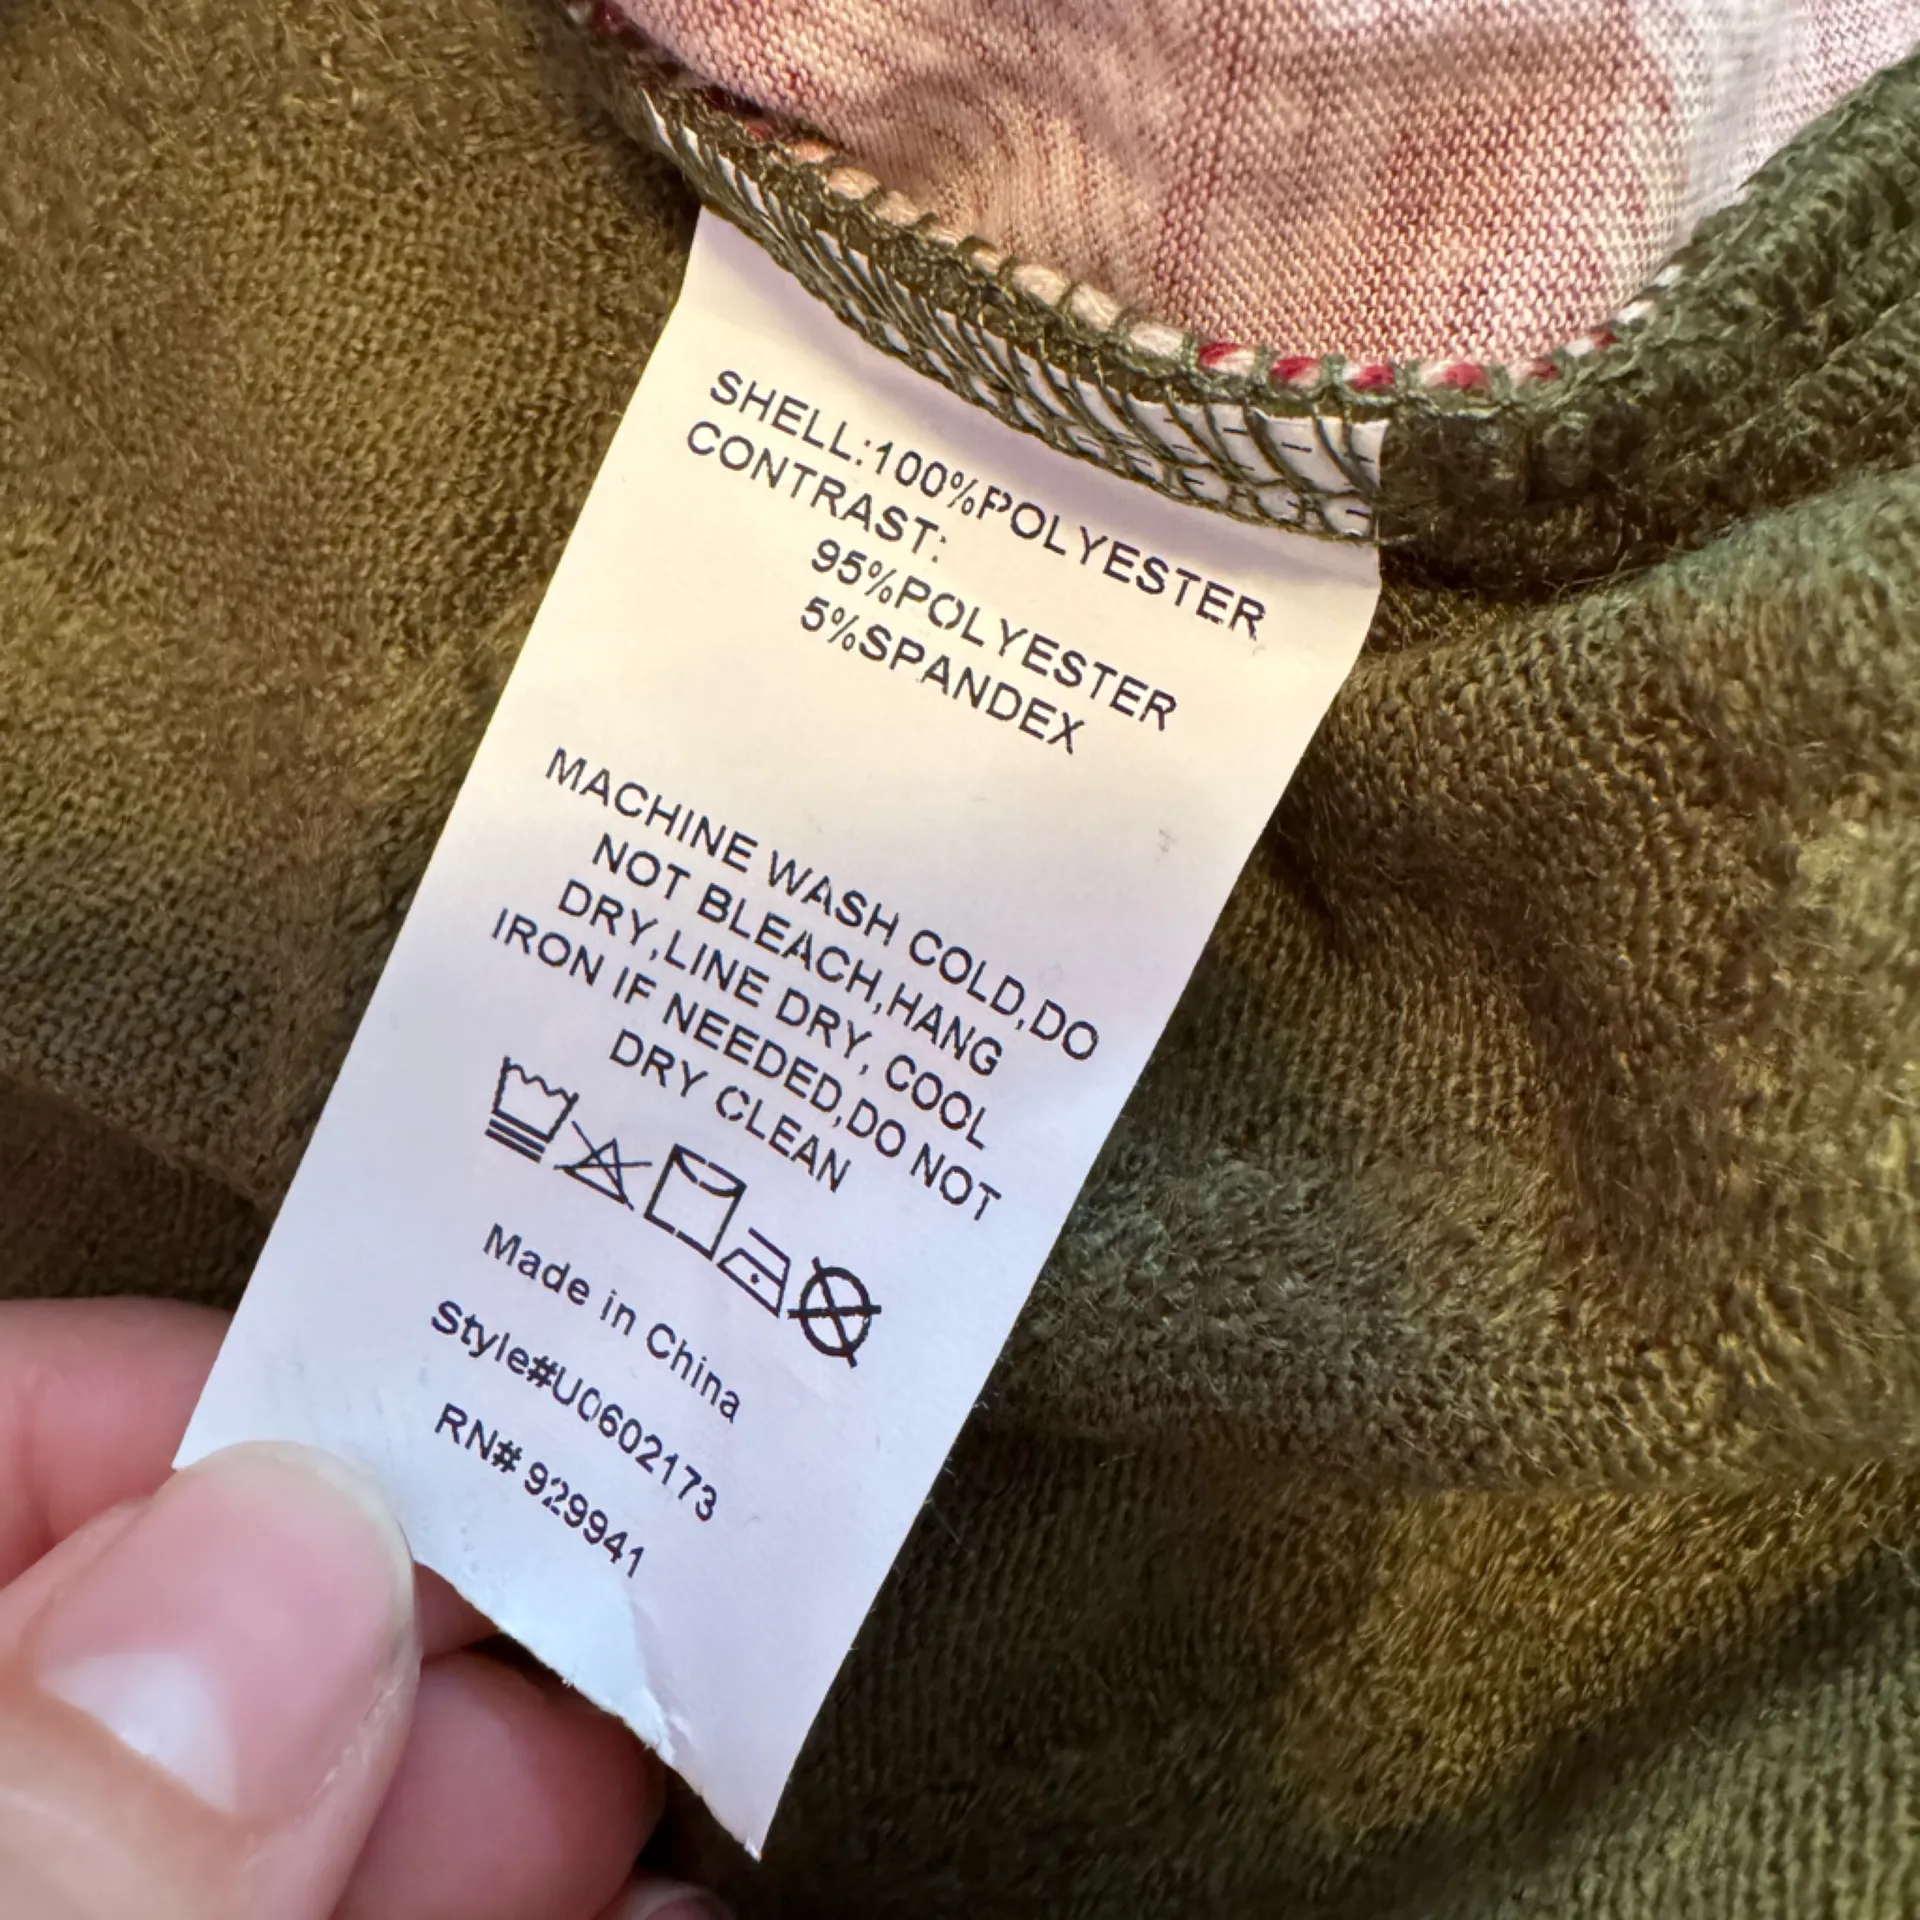 SHELL:100%POLYESTER
CONTRAST:
95%POLYESTER
5%SPANDEX
MACHINE WASH COLD,DO
NOT BLEACH,HANG
DRY,LINE DRY, COOL
IRON IF NEEDED,DO NOT
DRY CLEAN
Made in China
Style#U0602173
RN# 929941